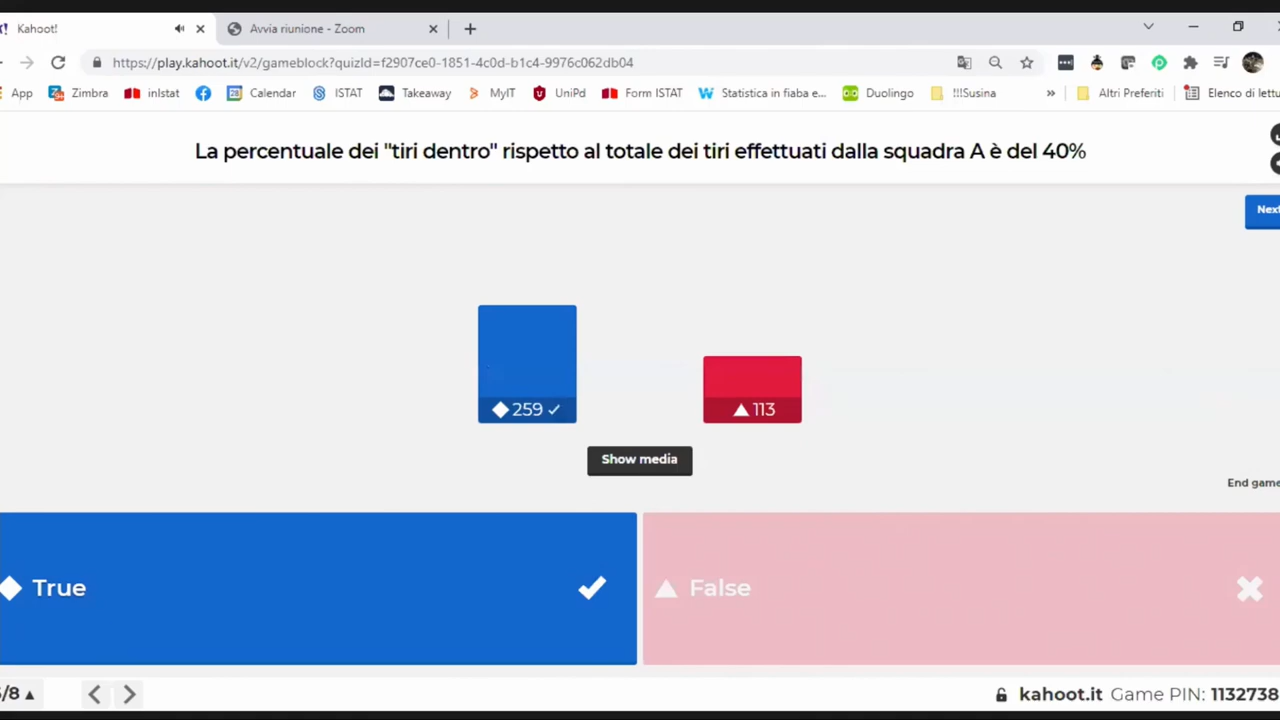 Kahoot!
Avvia riunione - Zoom
https://play.kahoot.it/v2/gameblock?quizId=f2907ce0-1851-4c0d-b1c4-9976c062db04
App Zimbra inIstat Calendar ISTAT Takeaway MyIT UniPd Form ISTAT Statistica in fiaba e... Duolingo !!!Susina » Altri Preferiti Elenco di lettu
La percentuale dei "tiri dentro" rispetto al totale dei tiri effettuati dalla squadra A è del 40%
Next
259
113
Show media
End game
True
False
/8
kahoot.it Game PIN: 1132738